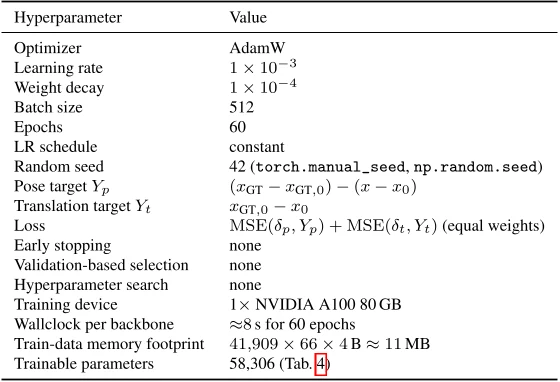 Hyperparameter Value
Optimizer AdamW
Learning rate 1 × 10⁻³
Weight decay 1 × 10⁻⁴
Batch size 512
Epochs 60
LR schedule constant
Random seed 42 (torch.manual_seed, np.random.seed)
Pose target Y_p (x_GT − x_GT,0) − (x − x_0)
Translation target Y_t x_GT,0 − x_0
Loss MSE(δ_p, Y_p) + MSE(δ_t, Y_t) (equal weights)
Early stopping none
Validation-based selection none
Hyperparameter search none
Training device 1× NVIDIA A100 80 GB
Wallclock per backbone ≈8 s for 60 epochs
Train-data memory footprint 41,909 × 66 × 4 B ≈ 11 MB
Trainable parameters 58,306 (Tab. 4)